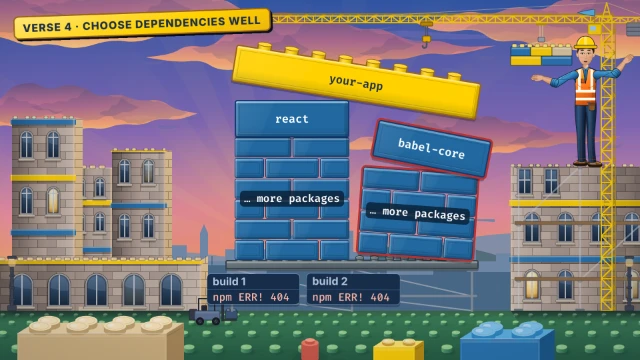 VERSE 4 · CHOOSE DEPENDENCIES WELL
your-app
react
babel-core
… more packages
… more packages
build 1
npm ERR! 404
build 2
npm ERR! 404